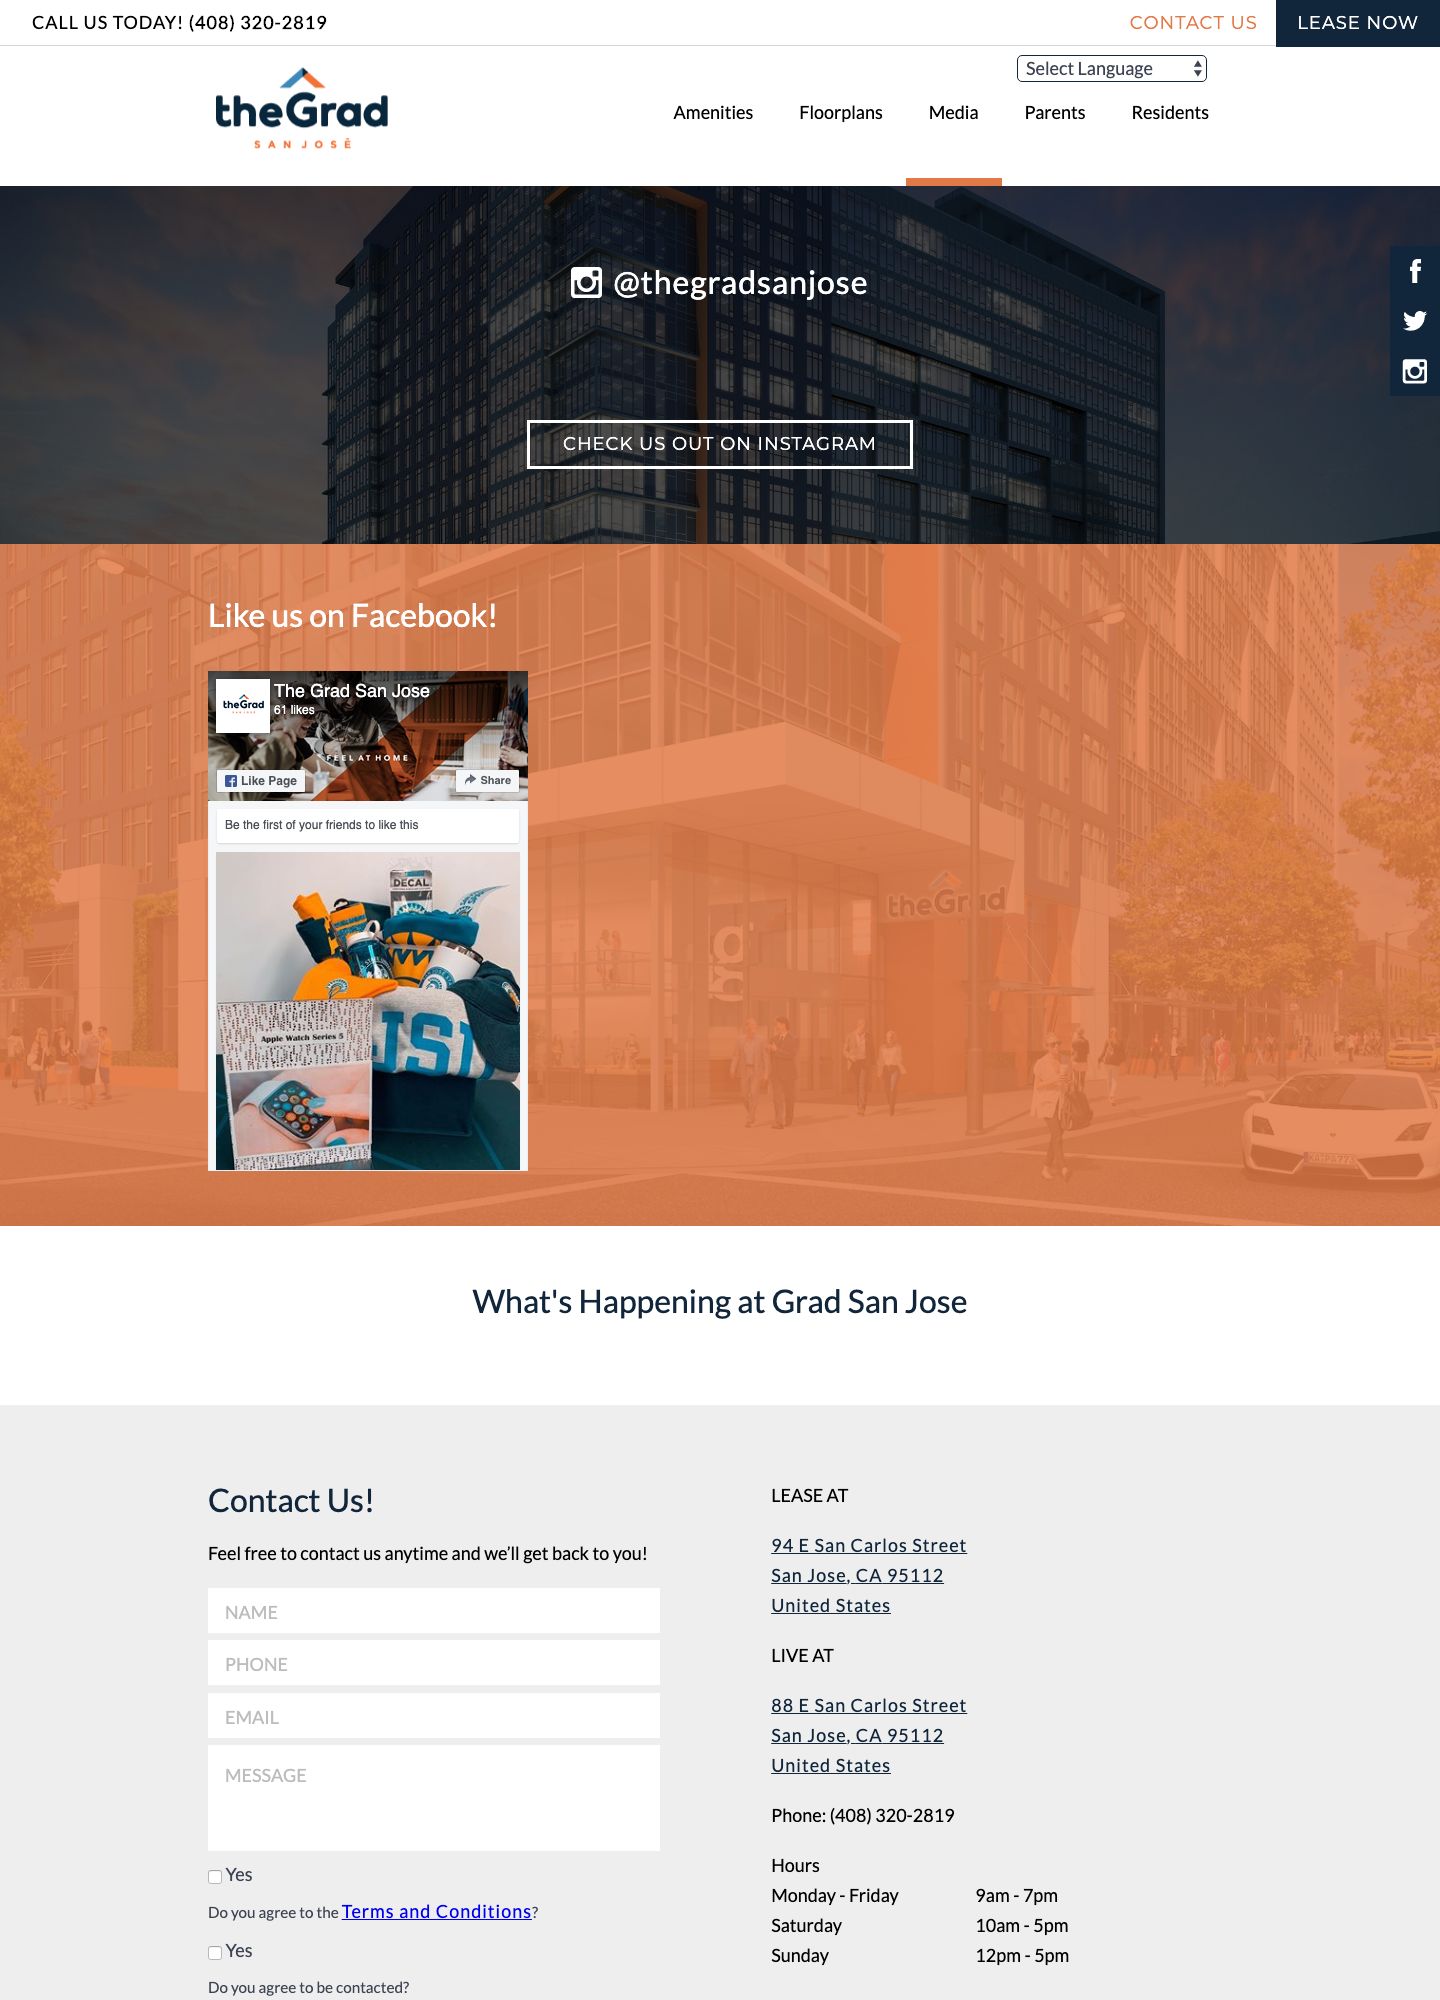 CALL US TODAY! (408) 320-2819
CONTACT US
LEASE NOW
Select Language
theGrad
SAN JOSÉ
Amenities
Floorplans
Media
Parents
Residents
@thegradsanjose
CHECK US OUT ON INSTAGRAM
Like us on Facebook!
theGrad
SAN JOSÉ
The Grad San Jose
61 likes
FEEL AT HOME
Like Page
Share
Be the first of your friends to like this
DECAL
Apple Watch Series 5
theGrad
What's Happening at Grad San Jose
Contact Us!
Feel free to contact us anytime and we’ll get back to you!
NAME
PHONE
EMAIL
MESSAGE
Yes
Do you agree to the Terms and Conditions?
Yes
Do you agree to be contacted?
LEASE AT
94 E San Carlos Street
San Jose, CA 95112
United States
LIVE AT
88 E San Carlos Street
San Jose, CA 95112
United States
Phone: (408) 320-2819
Hours
Monday - Friday 9am - 7pm
Saturday 10am - 5pm
Sunday 12pm - 5pm